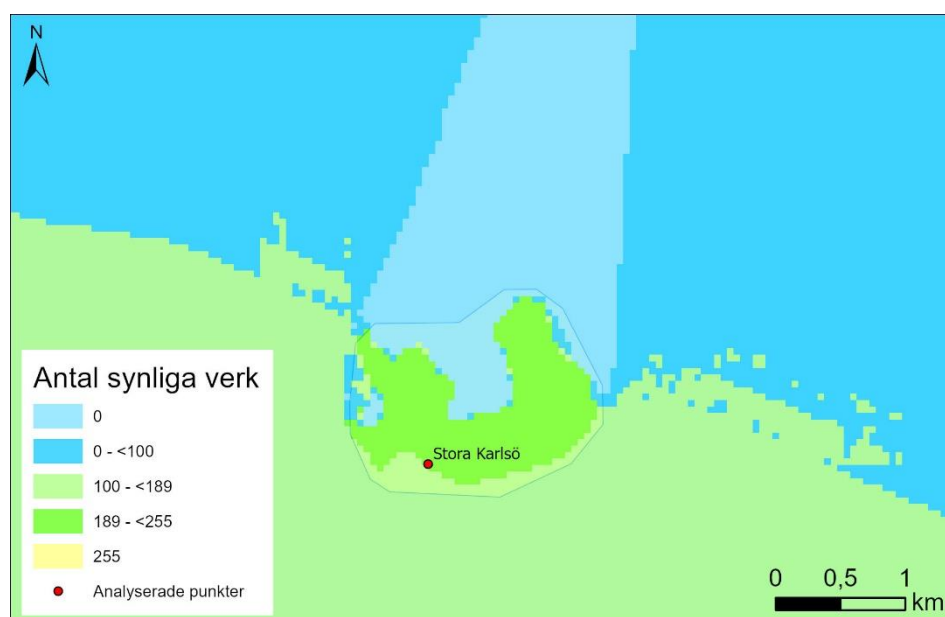 N
Stora Karlsö
Antal synliga verk
0
0 - <100
100 - <189
189 - <255
255
Analyserade punkter
0 0,5 1
km